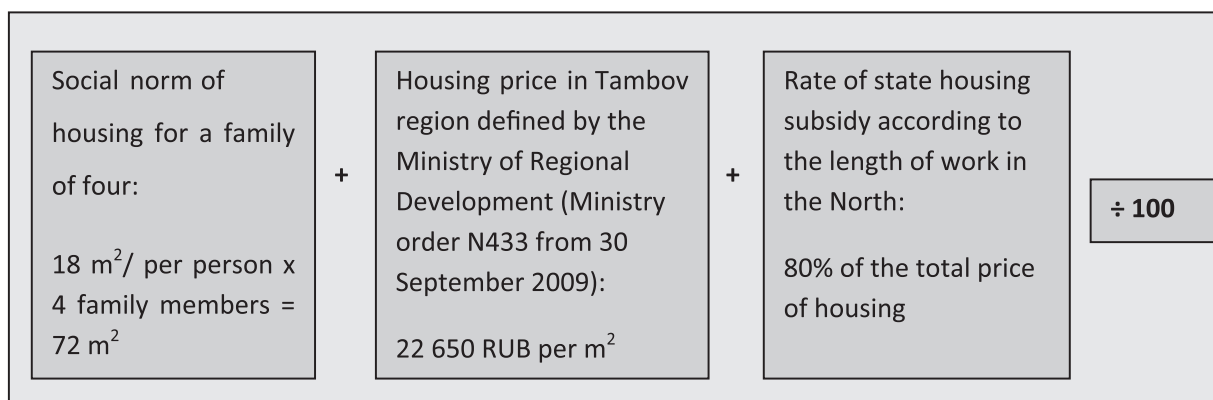 Social norm of
housing for a family
of four:
18 m²/ per person x
4 family members =
72 m²
+
Housing price in Tambov
region defined by the
Ministry of Regional
Development (Ministry
order N433 from 30
September 2009):
22 650 RUB per m²
+
Rate of state housing
subsidy according to
the length of work in
the North:
80% of the total price
of housing
÷ 100